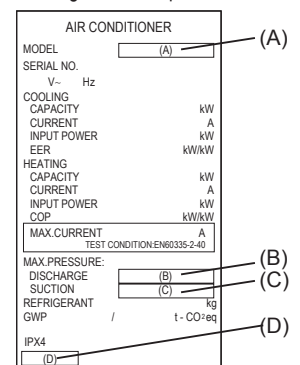 AIR CONDITIONER
MODEL (A) (A)
SERIAL NO.
V~ Hz
COOLING
CAPACITY kW
CURRENT A
INPUT POWER kW
EER kW/kW
HEATING
CAPACITY kW
CURRENT A
INPUT POWER kW
COP kW/kW
MAX.CURRENT A
TEST CONDITION:EN60335-2-40
MAX.PRESSURE:
DISCHARGE (B) (B)
SUCTION (C) (C)
REFRIGERANT kg
GWP / t - CO²eq
(D)
IPX4
(D)